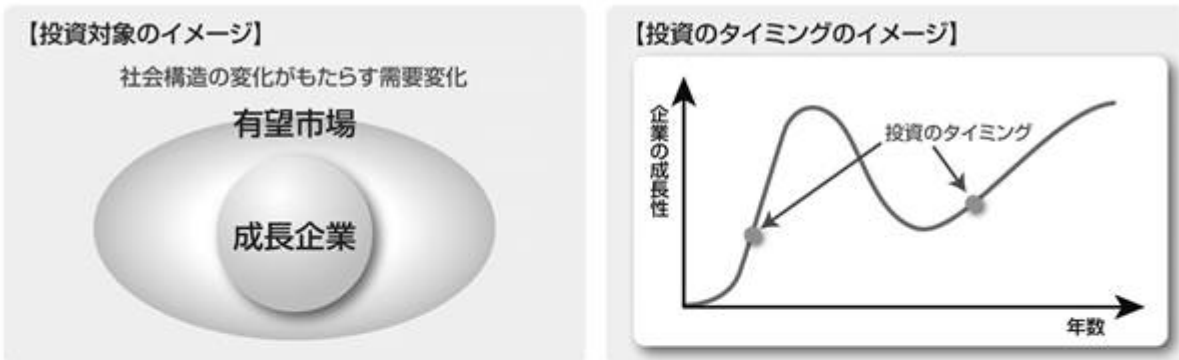 【投資対象のイメージ】
社会構造の変化がもたらす需要変化
有望市場
成長企業
【投資のタイミングのイメージ】
企業の成長性
投資のタイミング
年数